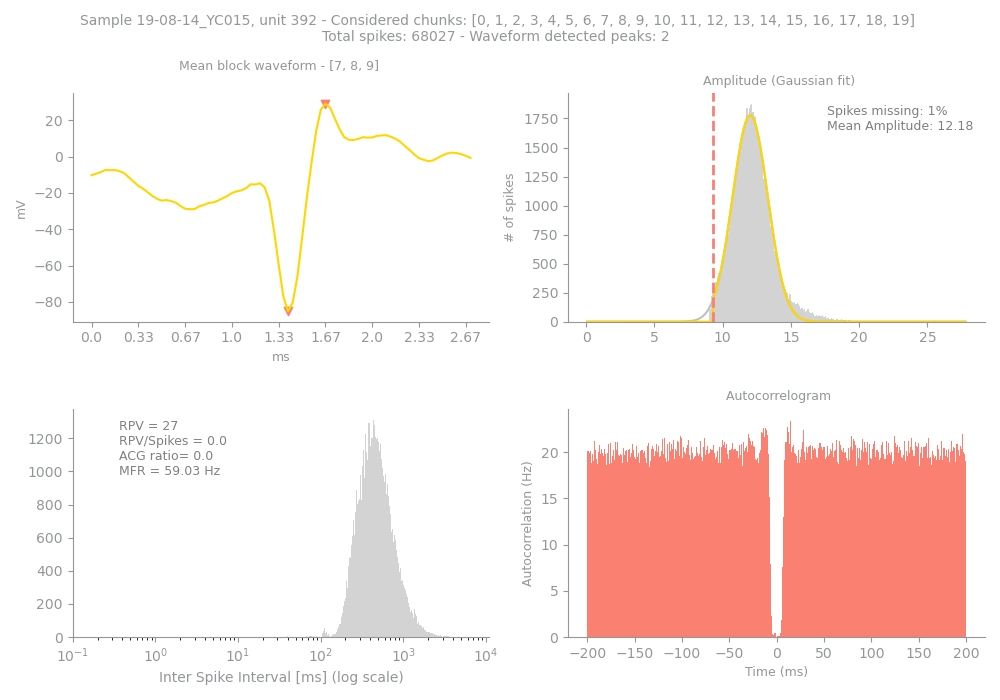 Sample 19-08-14_YC015, unit 392 - Considered chunks: [0, 1, 2, 3, 4, 5, 6, 7, 8, 9, 10, 11, 12, 13, 14, 15, 16, 17, 18, 19]
Total spikes: 68027 - Waveform detected peaks: 2
Mean block waveform - [7, 8, 9]
20
0
−20
−40
−60
−80
mV
0.0 0.33 0.67 1.0 1.33 1.67 2.0 2.33 2.67
ms
Amplitude (Gaussian fit)
Spikes missing: 1%
Mean Amplitude: 12.18
1750
1500
1250
1000
750
500
250
0
# of spikes
0 5 10 15 20 25
RPV = 27
RPV/Spikes = 0.0
ACG ratio= 0.0
MFR = 59.03 Hz
1200
1000
800
600
400
200
0
10⁻¹ 10⁰ 10¹ 10² 10³ 10⁴
Inter Spike Interval [ms] (log scale)
Autocorrelogram
20
15
10
5
0
Autocorrelation (Hz)
−200 −150 −100 −50 0 50 100 150 200
Time (ms)